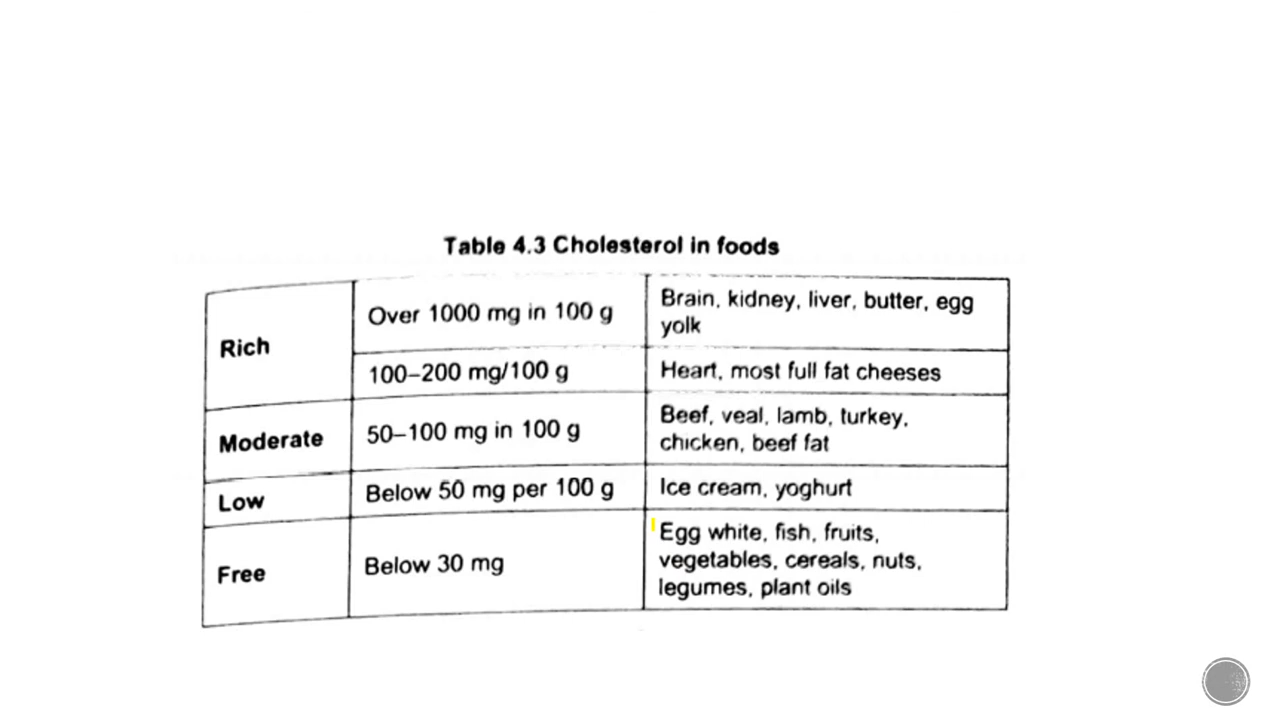 Table 4.3 Cholesterol in foods
Rich
Over 1000 mg in 100 g
Brain, kidney, liver, butter, egg
yolk
100–200 mg/100 g
Heart, most full fat cheeses
Moderate
50–100 mg in 100 g
Beef, veal, lamb, turkey,
chicken, beef fat
Low
Below 50 mg per 100 g
Ice cream, yoghurt
Free
Below 30 mg
Egg white, fish, fruits,
vegetables, cereals, nuts,
legumes, plant oils